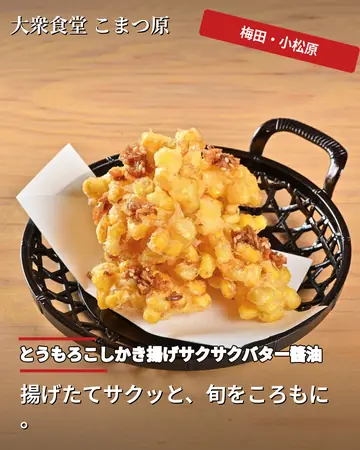 大衆食堂 こまつ原
梅田・小松原
とうもろこしかき揚げサクサクバター醤油
揚げたてサクッと、旬をころもに
。